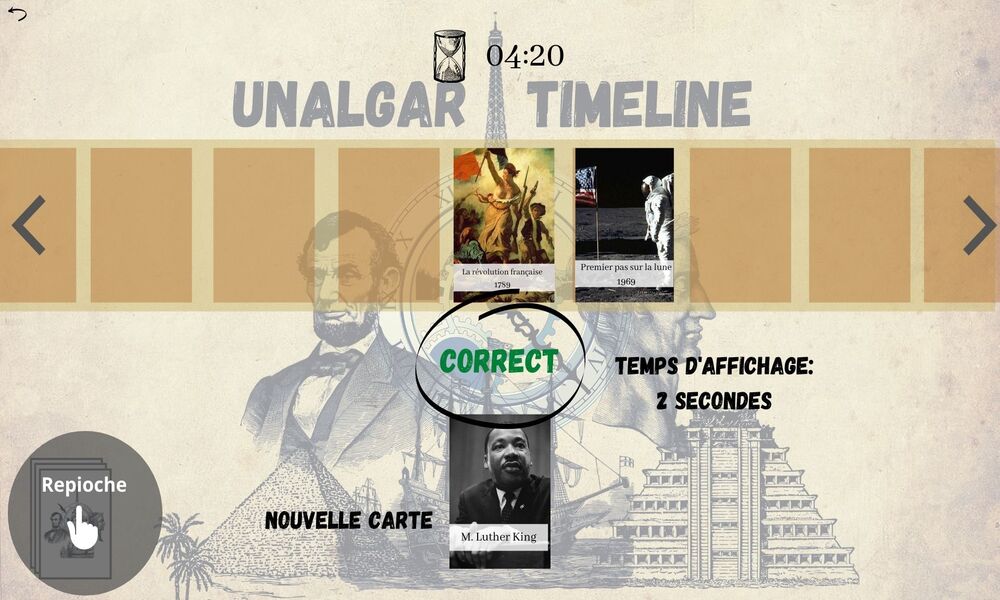 04:20
UNALGAR TIMELINE
La révolution française
1789
Premier pas sur la lune
1969
CORRECT
TEMPS D'AFFICHAGE:
2 SECONDES
Repioche
NOUVELLE CARTE
M. Luther King